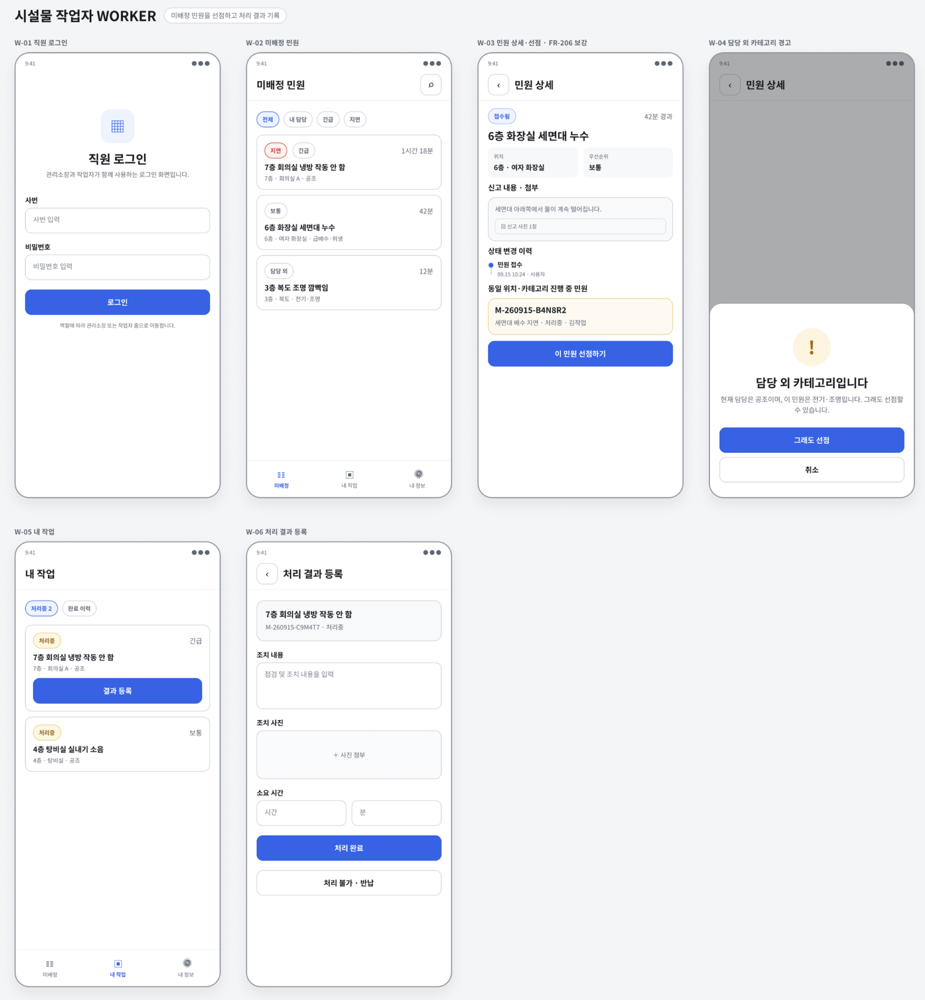 시설물 작업자 WORKER
미배정 민원을 선점하고 처리 결과 기록
W-01 직원 로그인
9:41
직원 로그인
관리소장과 작업자가 함께 사용하는 로그인 화면입니다.
사번
사번 입력
비밀번호
비밀번호 입력
로그인
역할에 따라 관리소장 또는 작업자 홈으로 이동합니다.
W-02 미배정 민원
9:41
미배정 민원
전체 내 담당 긴급 지연
지연 긴급 1시간 18분
7층 회의실 냉방 작동 안 함
7층 · 회의실 A · 공조
보통 42분
6층 화장실 세면대 누수
6층 · 여자 화장실 · 급배수·위생
담당 외 12분
3층 복도 조명 깜빡임
3층 · 복도 · 전기·조명
미배정 내 작업 내 정보
W-03 민원 상세·선점 · FR-206 보강
9:41
‹ 민원 상세
접수됨 42분 경과
6층 화장실 세면대 누수
위치 우선순위
6층 · 여자 화장실 보통
신고 내용 · 첨부
세면대 아래쪽에서 물이 계속 떨어집니다.
▤ 신고 사진 1장
상태 변경 이력
민원 접수
09.15 10:24 · 사용자
동일 위치·카테고리 진행 중 민원
M-260915-B4N8R2
세면대 배수 지연 · 처리중 · 김작업
이 민원 선점하기
W-04 담당 외 카테고리 경고
9:41
‹ 민원 상세
!
담당 외 카테고리입니다
현재 담당은 공조이며, 이 민원은 전기·조명입니다. 그래도 선점할
수 있습니다.
그래도 선점
취소
W-05 내 작업
9:41
내 작업
처리중 2 완료 이력
처리중 긴급
7층 회의실 냉방 작동 안 함
7층 · 회의실 A · 공조
결과 등록
처리중 보통
4층 탕비실 실내기 소음
4층 · 탕비실 · 공조
미배정 내 작업 내 정보
W-06 처리 결과 등록
9:41
‹ 처리 결과 등록
7층 회의실 냉방 작동 안 함
M-260915-C9M4T7 · 처리중
조치 내용
점검 및 조치 내용을 입력
조치 사진
+ 사진 첨부
소요 시간
시간 분
처리 완료
처리 불가 · 반납